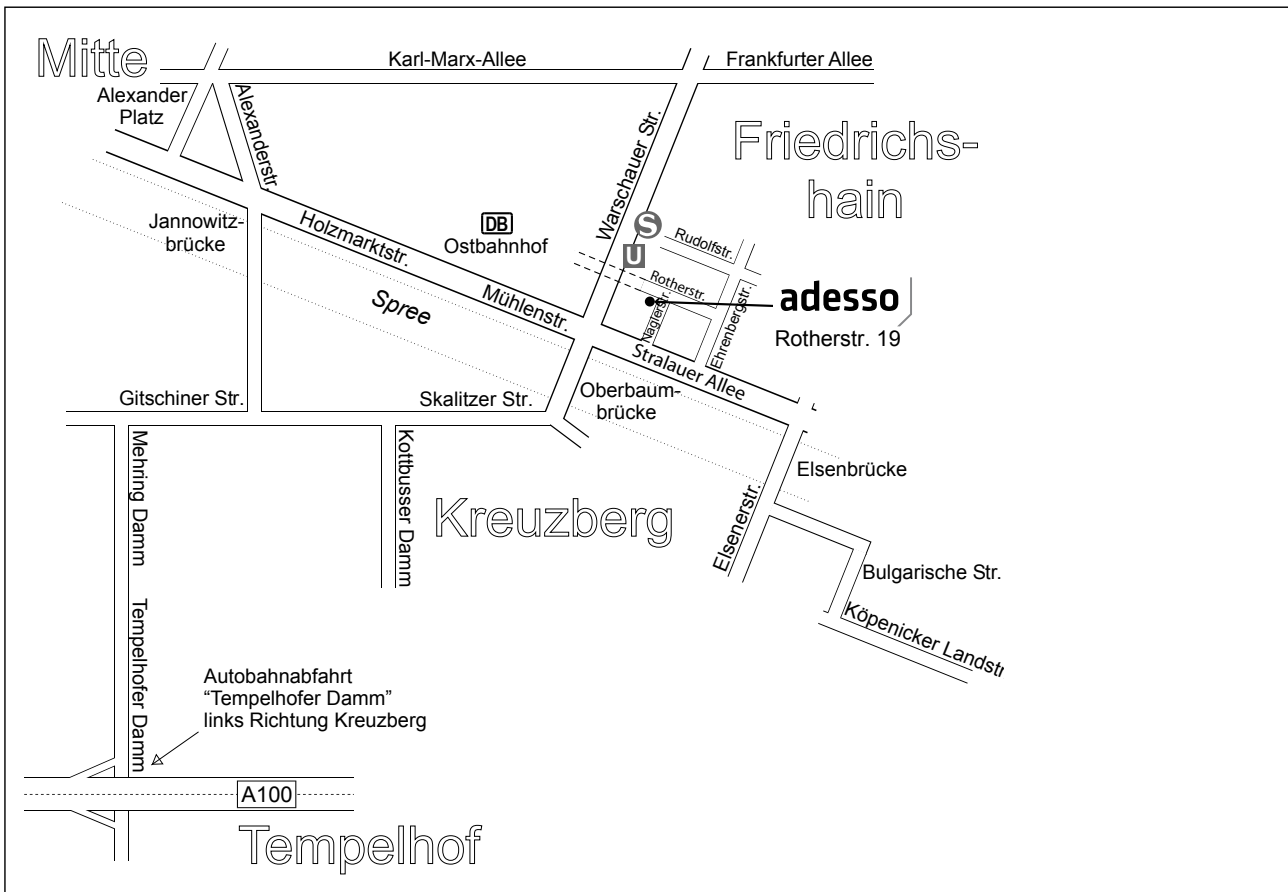 Mitte
Karl-Marx-Allee
Frankfurter Allee
Alexander
Platz
Alexanderstr.
Warschauer Str.
Friedrichs-
hain
Jannowitz-
brücke
Holzmarktstr.
DB
Ostbahnhof
S
U
Rudolfstr.
Rotherstr.
adesso
Rotherstr. 19
Spree
Mühlenstr.
Naglerstr.
Ehrenbergstr.
Stralauer Allee
Gitschiner Str.
Skalitzer Str.
Oberbaum-
brücke
Mehring Damm
Kottbusser Damm
Kreuzberg
Elsenbrücke
Elsenerstr.
Bulgarische Str.
Köpenicker Landstr
Tempelhofer Damm
Autobahnabfahrt
“Tempelhofer Damm”
links Richtung Kreuzberg
A100
Tempelhof